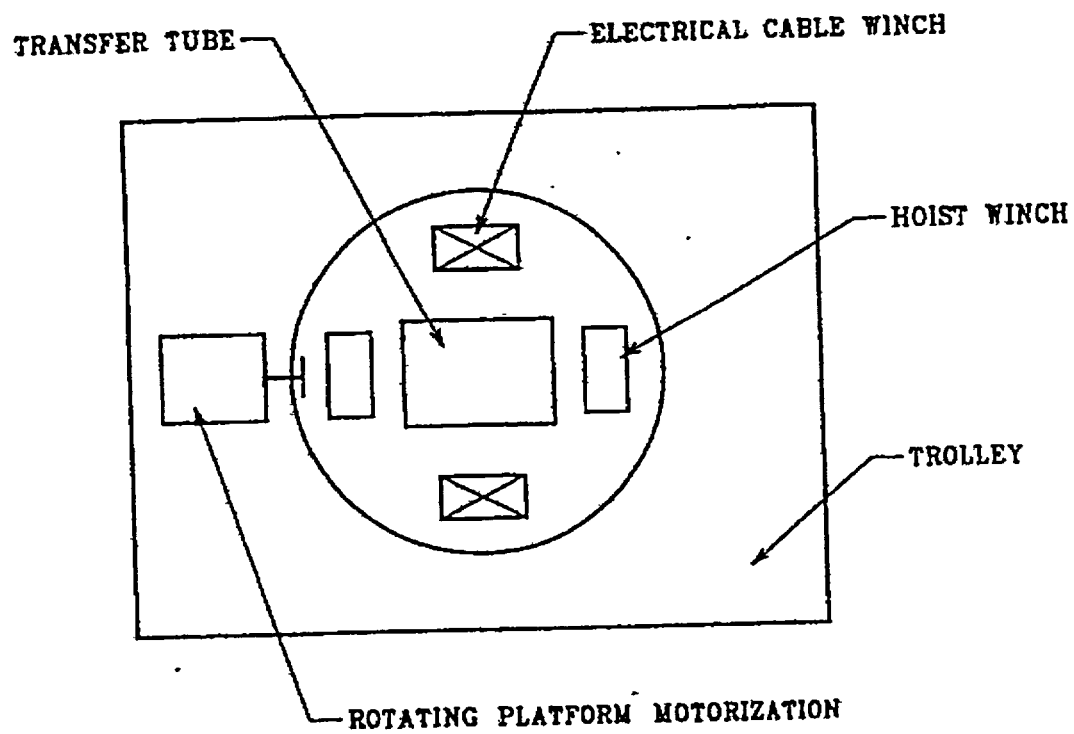 TRANSFER TUBE
ELECTRICAL CABLE WINCH
HOIST WINCH
TROLLEY
ROTATING PLATFORM MOTORIZATION